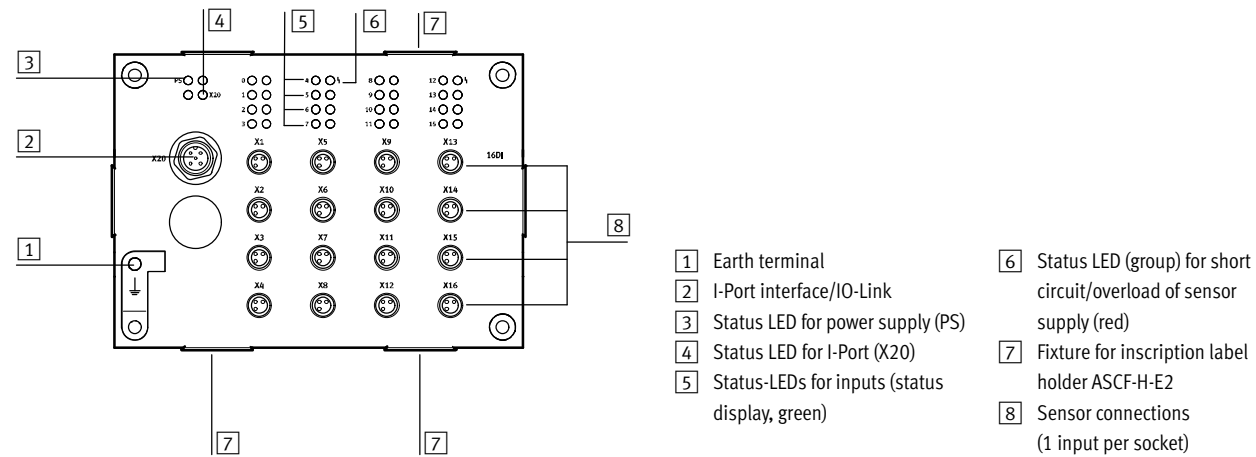 4 5 6 7
3
PS 0 4 8 12
X20 1 5 9 13
2 6 10 14
3 7 11 15
X1 X5 X9 X13
2 X20 16DI
X2 X6 X10 X14
8
X3 X7 X11 X15
1
X4 X8 X12 X16
7 7
1 Earth terminal
2 I-Port interface/IO-Link
3 Status LED for power supply (PS)
4 Status LED for I-Port (X20)
5 Status-LEDs for inputs (status
display, green)
6 Status LED (group) for short
circuit/overload of sensor
supply (red)
7 Fixture for inscription label
holder ASCF-H-E2
8 Sensor connections
(1 input per socket)